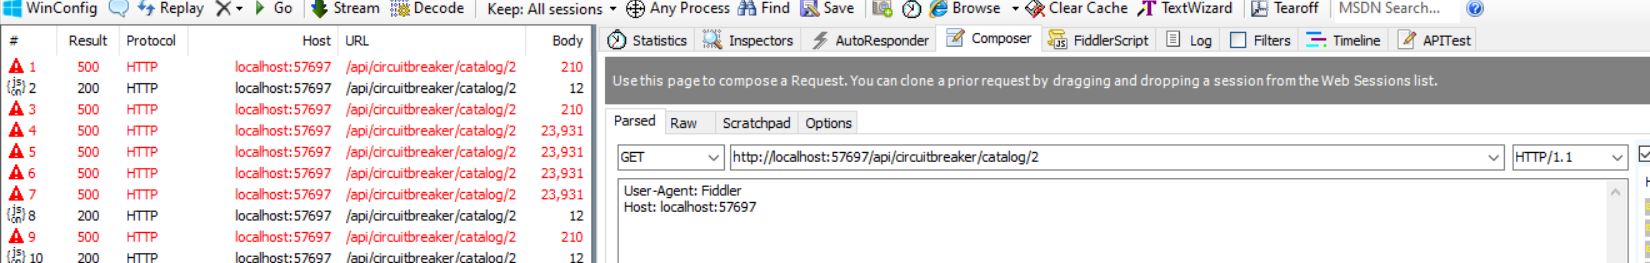 WinConfig Replay Go Stream Decode Keep: All sessions Any Process Find Save Browse Clear Cache TextWizard Tearoff MSDN Search...
# Result Protocol Host URL Body
1 500 HTTP localhost:57697 /api/circuitbreaker/catalog/2 210
{js on} 2 200 HTTP localhost:57697 /api/circuitbreaker/catalog/2 12
3 500 HTTP localhost:57697 /api/circuitbreaker/catalog/2 210
4 500 HTTP localhost:57697 /api/circuitbreaker/catalog/2 23,931
5 500 HTTP localhost:57697 /api/circuitbreaker/catalog/2 23,931
6 500 HTTP localhost:57697 /api/circuitbreaker/catalog/2 23,931
7 500 HTTP localhost:57697 /api/circuitbreaker/catalog/2 23,931
{js on} 8 200 HTTP localhost:57697 /api/circuitbreaker/catalog/2 12
9 500 HTTP localhost:57697 /api/circuitbreaker/catalog/2 210
{js on} 10 200 HTTP localhost:57697 /api/circuitbreaker/catalog/2 12
Statistics Inspectors AutoResponder Composer FiddlerScript Log Filters Timeline APITest
Use this page to compose a Request. You can clone a prior request by dragging and dropping a session from the Web Sessions list.
Parsed Raw Scratchpad Options
GET http://localhost:57697/api/circuitbreaker/catalog/2 HTTP/1.1
User-Agent: Fiddler
Host: localhost:57697